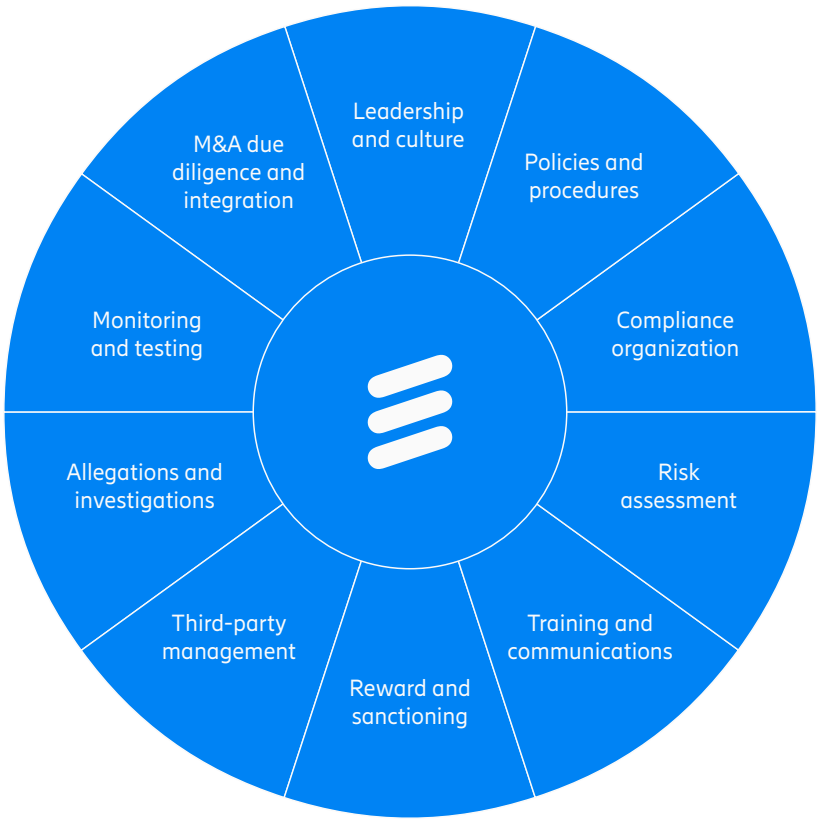 Leadership
and culture
Policies and
procedures
Compliance
organization
Risk
assessment
Training and
communications
Reward and
sanctioning
Third-party
management
Allegations and
investigations
Monitoring
and testing
M&A due
diligence and
integration